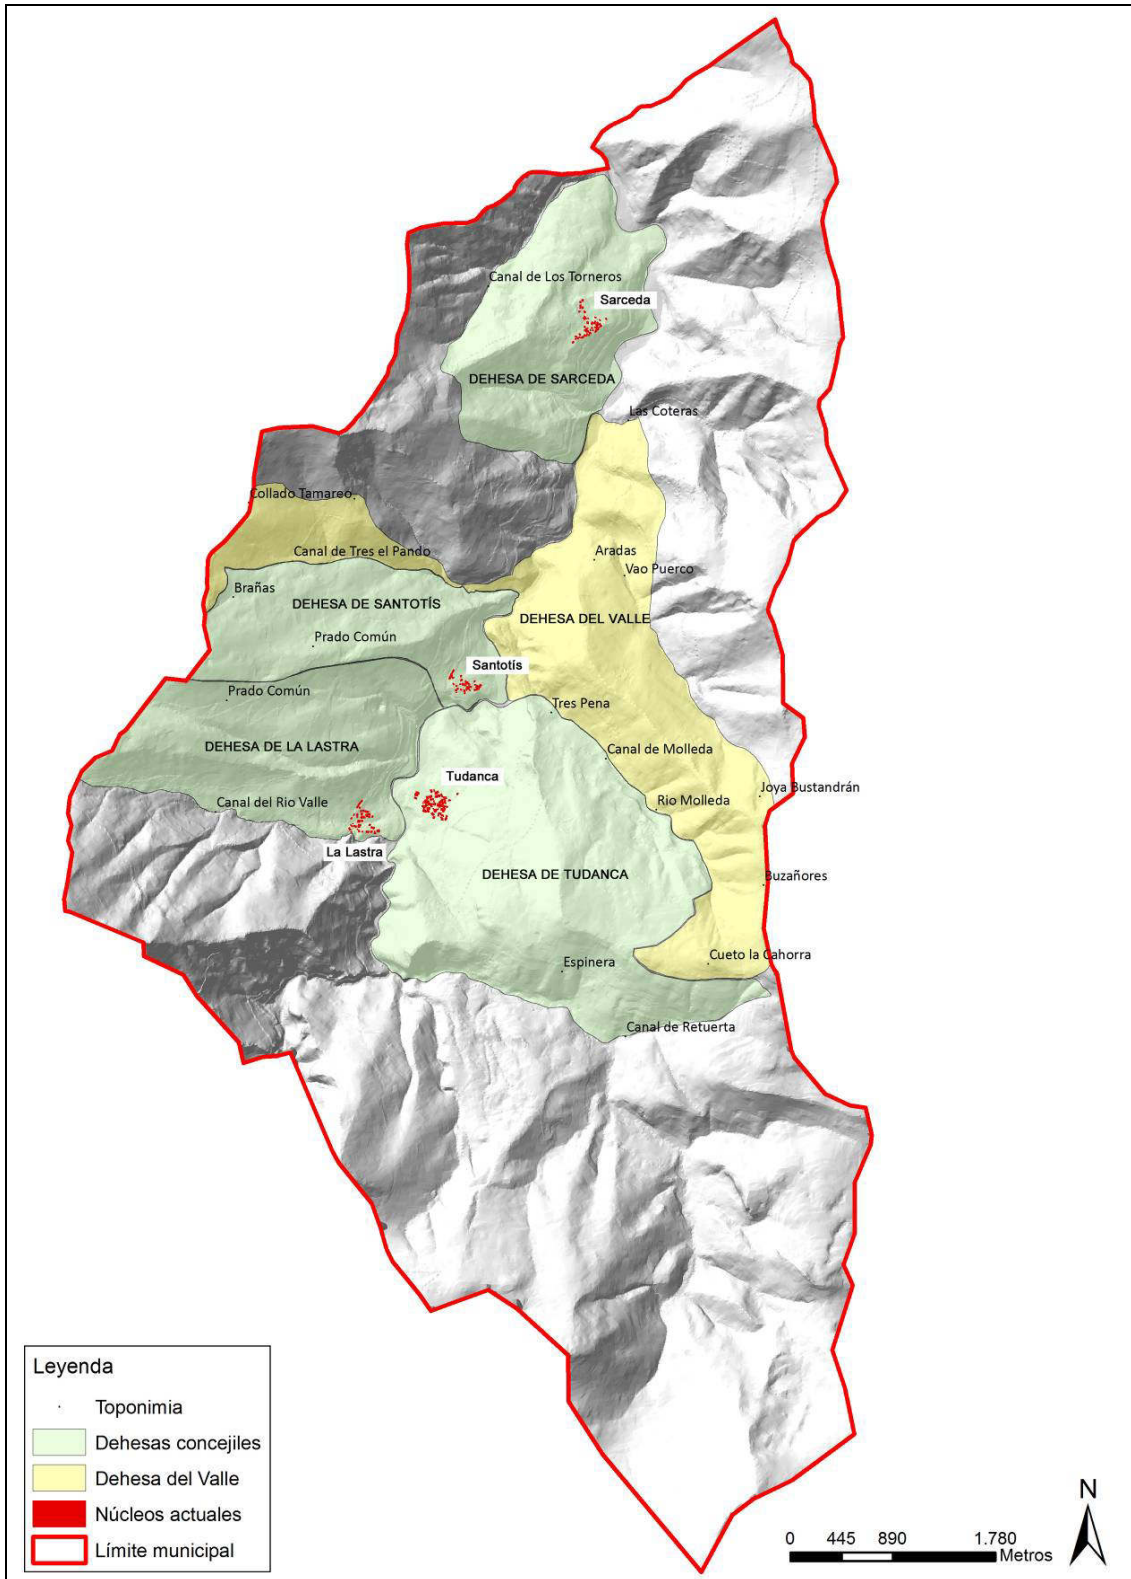 Canal de Los Torneros
Sarceda
DEHESA DE SARCEDA
Las Coteras
Collado Tamareo
Canal de Tres el Pando
Aradas
Vao Puerco
Brañas
DEHESA DE SANTOTÍS
DEHESA DEL VALLE
Prado Común
Santotís
Prado Común
Tres Pena
DEHESA DE LA LASTRA
Canal de Molleda
Tudanca
Joya Bustandrán
Canal del Rio Valle
Rio Molleda
La Lastra
DEHESA DE TUDANCA
Buzañores
Espinera
Cueto la Cahorra
Canal de Retuerta
Leyenda
Toponimia
Dehesas concejiles
Dehesa del Valle
Núcleos actuales
Límite municipal
N
0 445 890 1.780
Metros